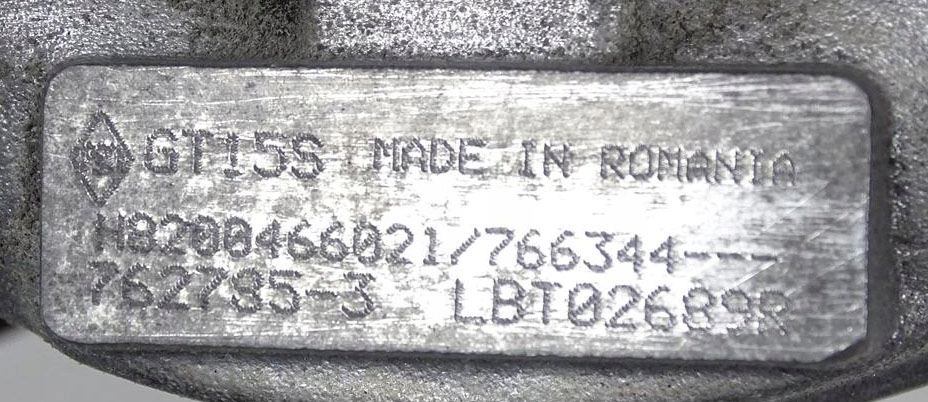 GT15S MADE IN ROMANIA
H8200466021/766344---
762785-3 LBT02689R